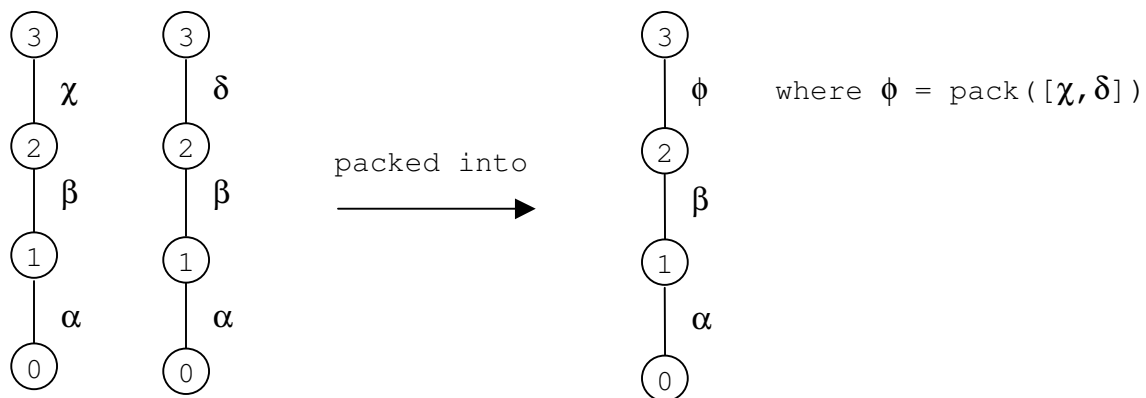 3 3 3
χ δ ϕ where ϕ = pack([χ, δ])
2 2 2
packed into
β β β
1 1 1
α α α
0 0 0